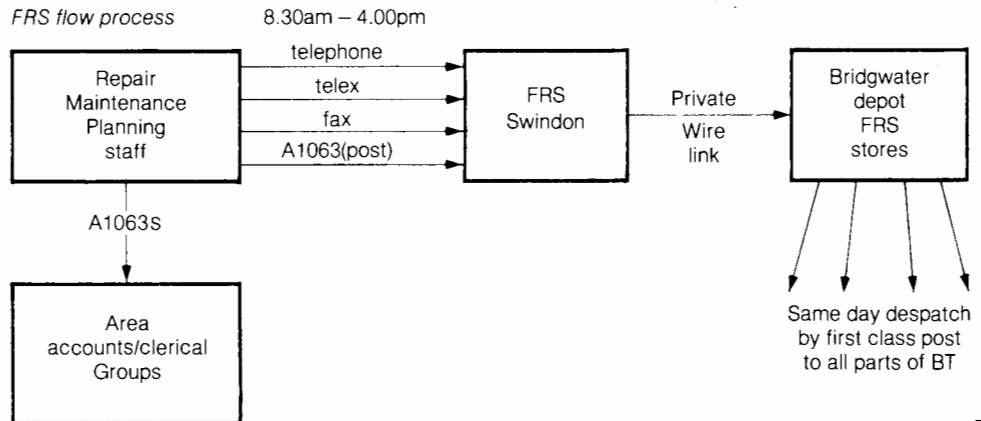 FRS flow process
8.30am – 4.00pm
Repair
Maintenance
Planning
staff
telephone
telex
fax
A1063(post)
FRS
Swindon
Private
Wire
link
Bridgwater
depot
FRS
stores
A1063S
Area
accounts/clerical
Groups
Same day despatch
by first class post
to all parts of BT